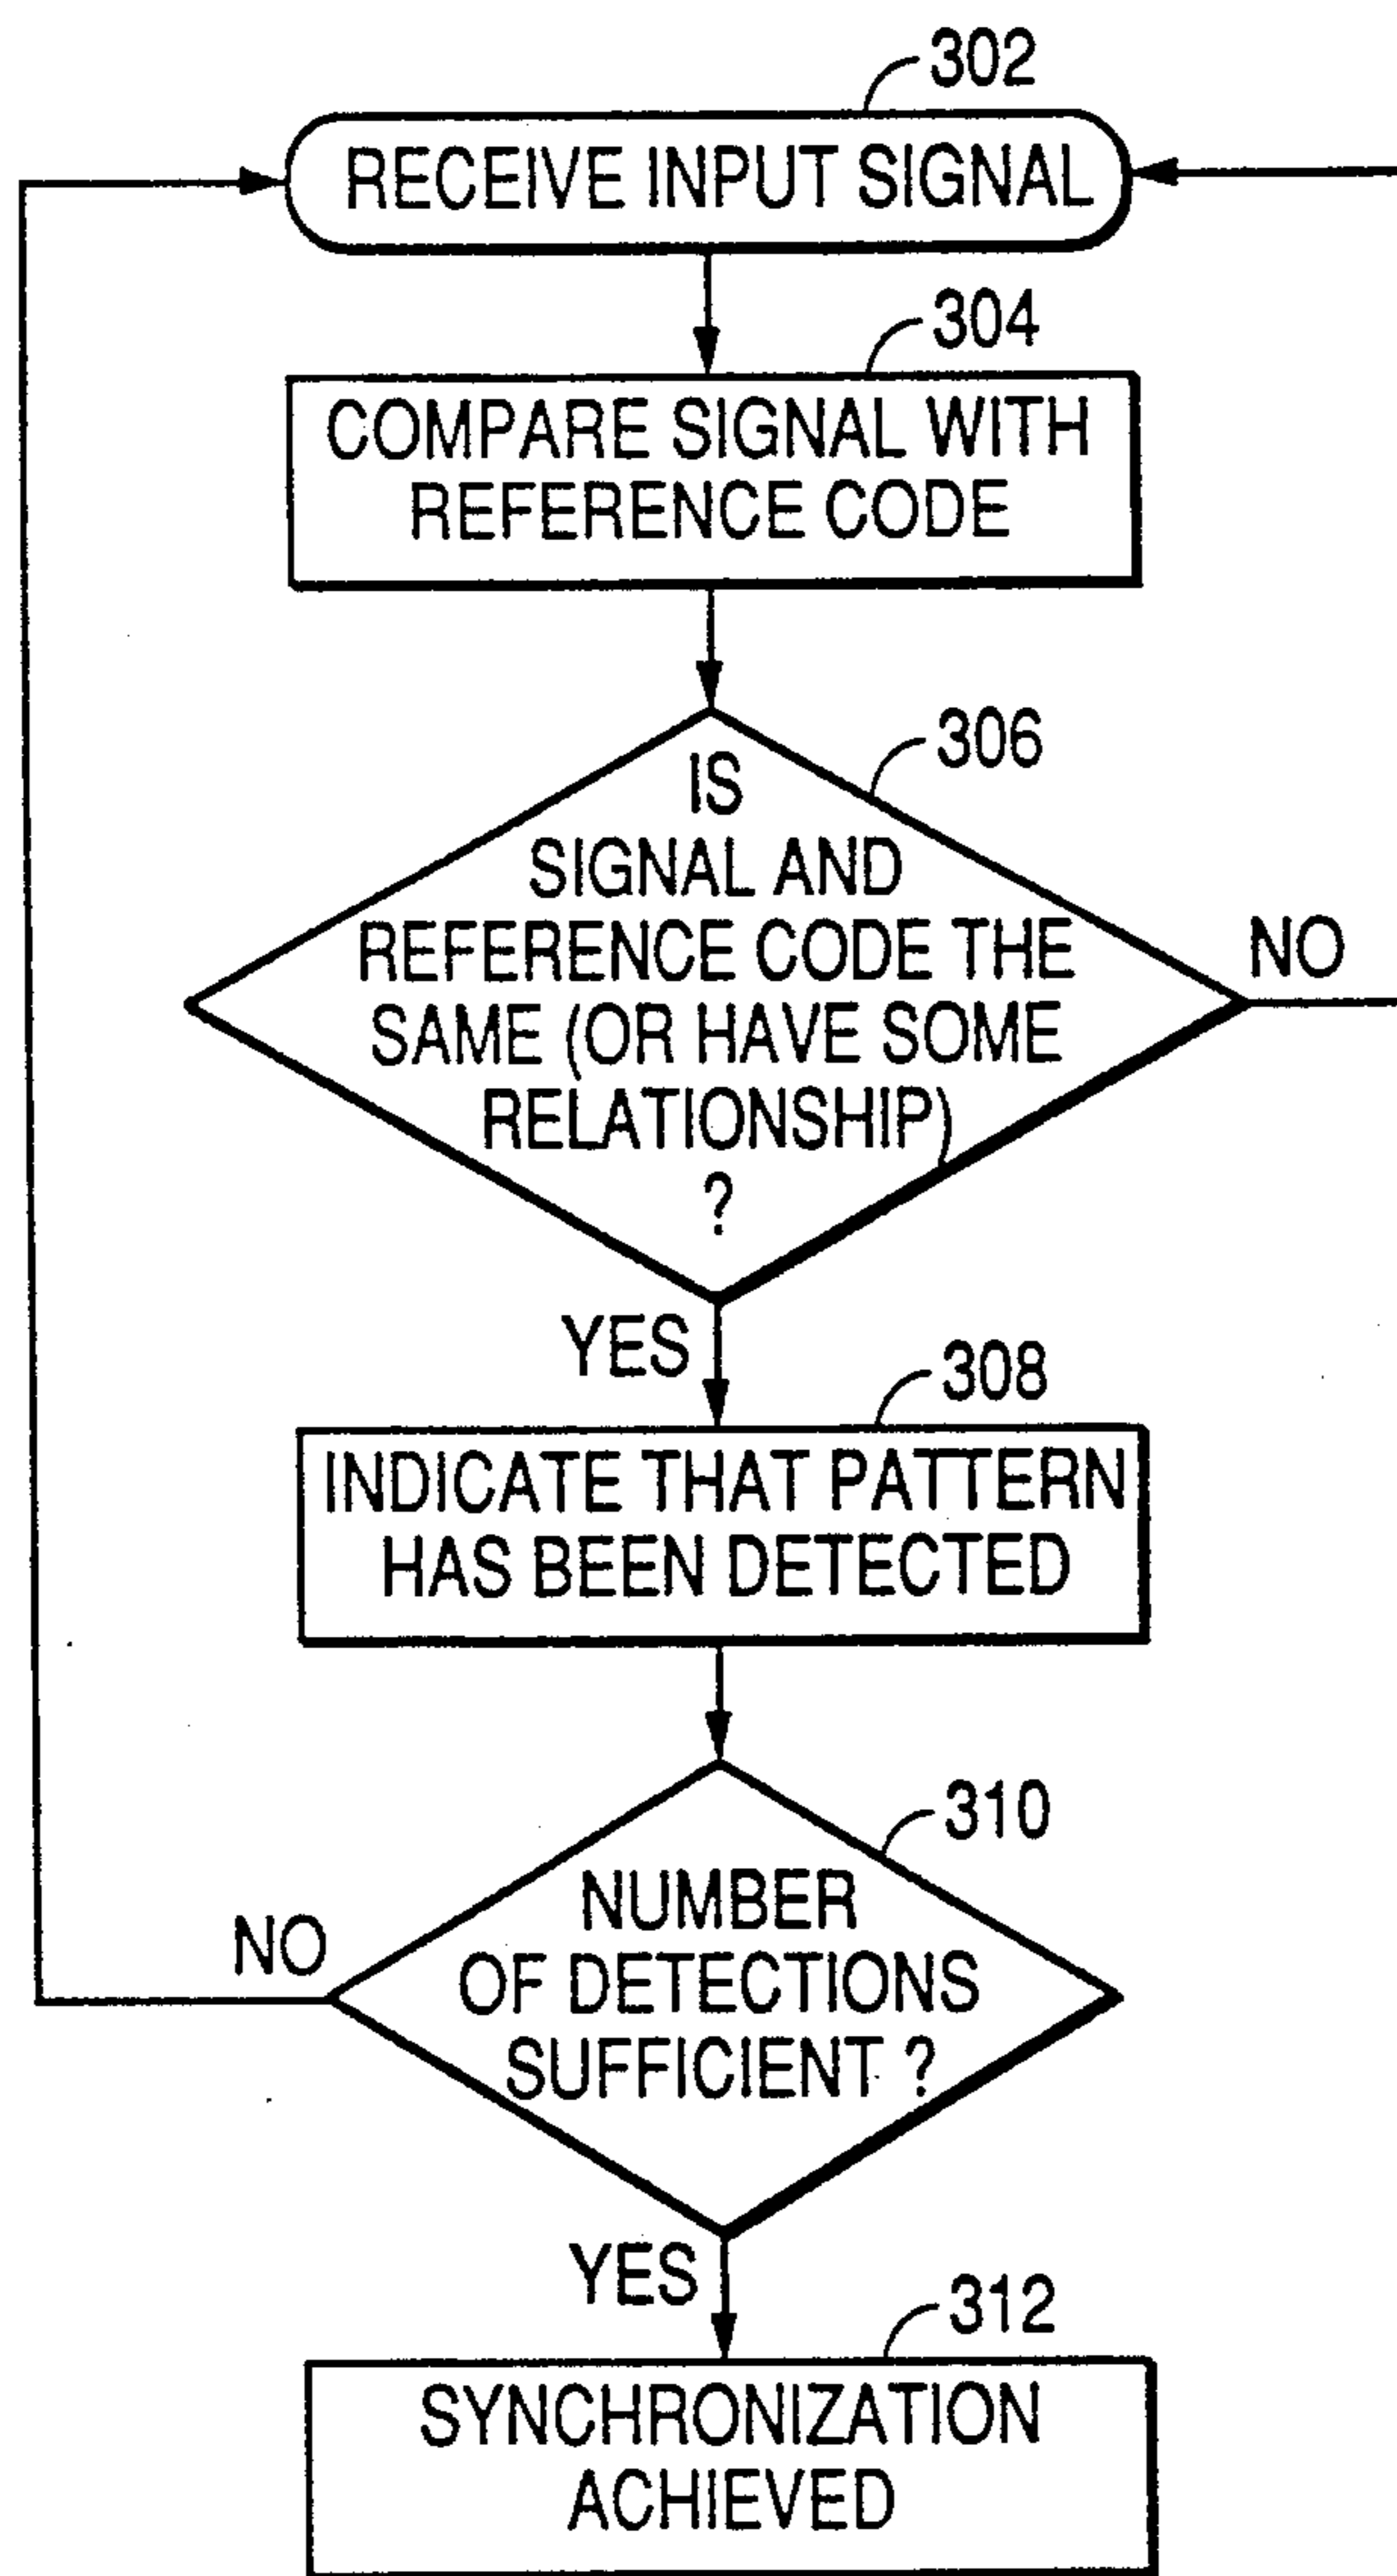 302
RECEIVE INPUT SIGNAL
304
COMPARE SIGNAL WITH
REFERENCE CODE
306
IS
SIGNAL AND
REFERENCE CODE THE
SAME (OR HAVE SOME
RELATIONSHIP)
?
NO
YES
308
INDICATE THAT PATTERN
HAS BEEN DETECTED
310
NUMBER
OF DETECTIONS
SUFFICIENT ?
NO
YES
312
SYNCHRONIZATION
ACHIEVED